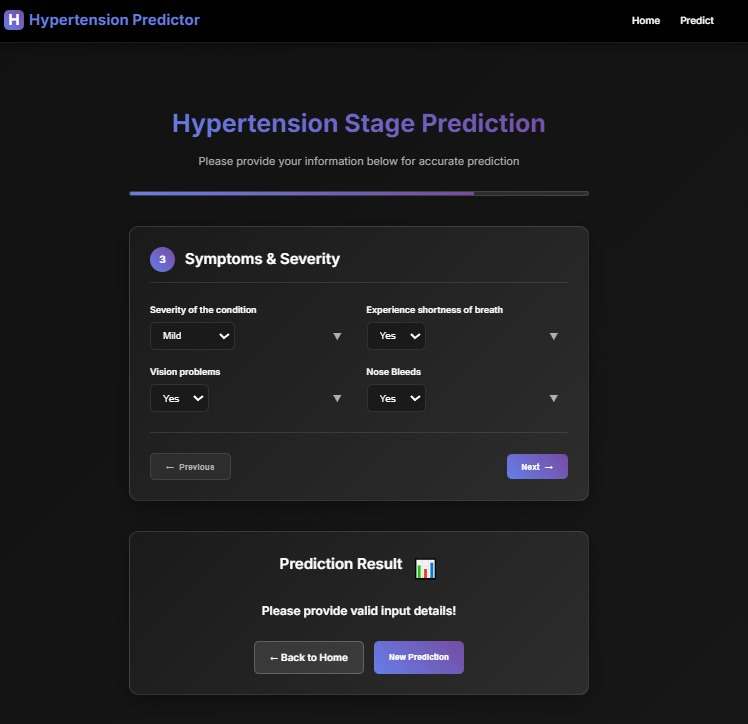 H Hypertension Predictor
Home Predict
Hypertension Stage Prediction
Please provide your information below for accurate prediction
3 Symptoms & Severity
Severity of the condition Experience shortness of breath
Mild Yes
Vision problems Nose Bleeds
Yes Yes
← Previous Next →
Prediction Result
Please provide valid input details!
← Back to Home New Prediction